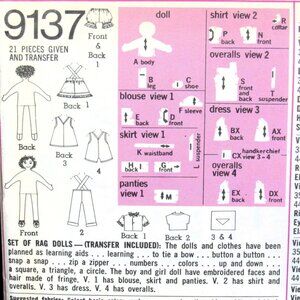 9137
21 PIECES GIVEN
AND TRANSFER
Front
&
Back
1
Back 1
3
4
2
Back
2
1
2
3 & 4
doll
A body
B
leg
C shoe
blouse view 1
F sleeve
E
back
D
front
skirt view 1
K waistband
H
back
G
front
L suspender
panties
view 1
M
shirt view 2
R
collar
P
back
N
front
overalls
view 2
S
back
T
suspender
U
front
dress view 3
BX
back
AX
front
handkerchief
CX view 3 - 4
overalls
view 4
EX
back
DX
front
SET OF RAG DOLLS—(TRANSFER INCLUDED): The dolls and clothes have been
planned as learning aids . . . learning . . . to tie a bow . . . button a button . . .
snap a snap . . . zip a zipper . . . numbers . . . colors . . . up and down . . .
a square, a triangle, a circle. The boy and girl doll have embroidered faces and
hair made of fringe. V. 1 has blouse, skirt and panties. V. 2 has shirt and
overalls. V. 3 has dress. V. 4 has overalls.